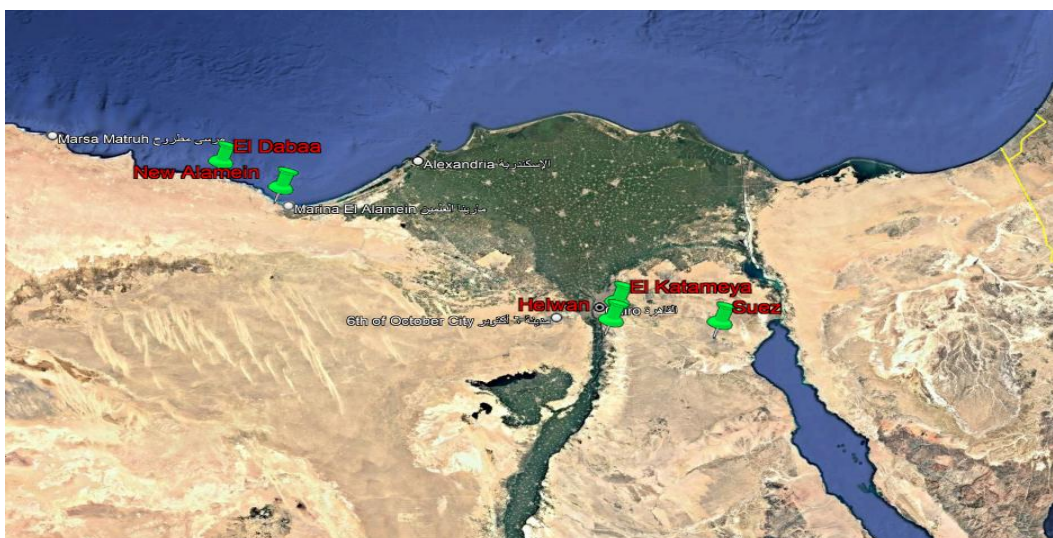 Marsa Matruh مرسى مطروح
El Dabaa
Alexandria الإسكندرية
New Alamein
Marina El Alamein مارينا العلمين
El Katameya
Helwan
Suez
القاهرة
6th of October City مدينة 6 أكتوبر